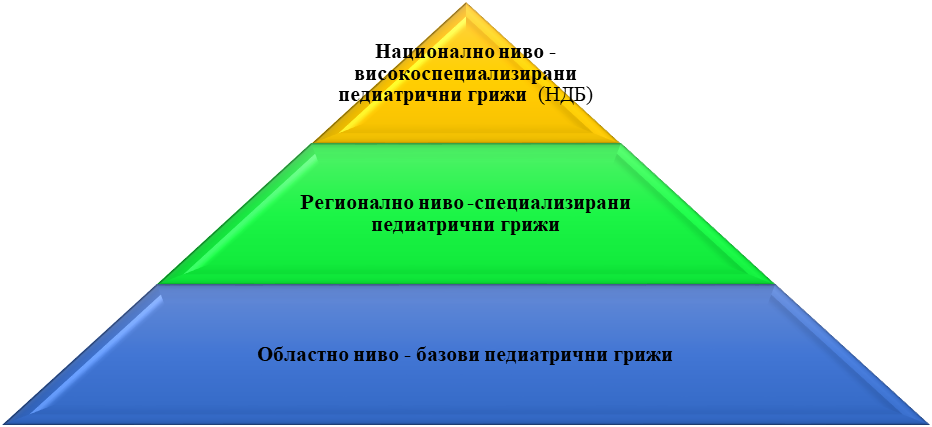 Национално ниво -
високоспециализирани
педиатрични грижи (НДБ)
Регионално ниво -специализирани
педиатрични грижи
Областно ниво - базови педиатрични грижи